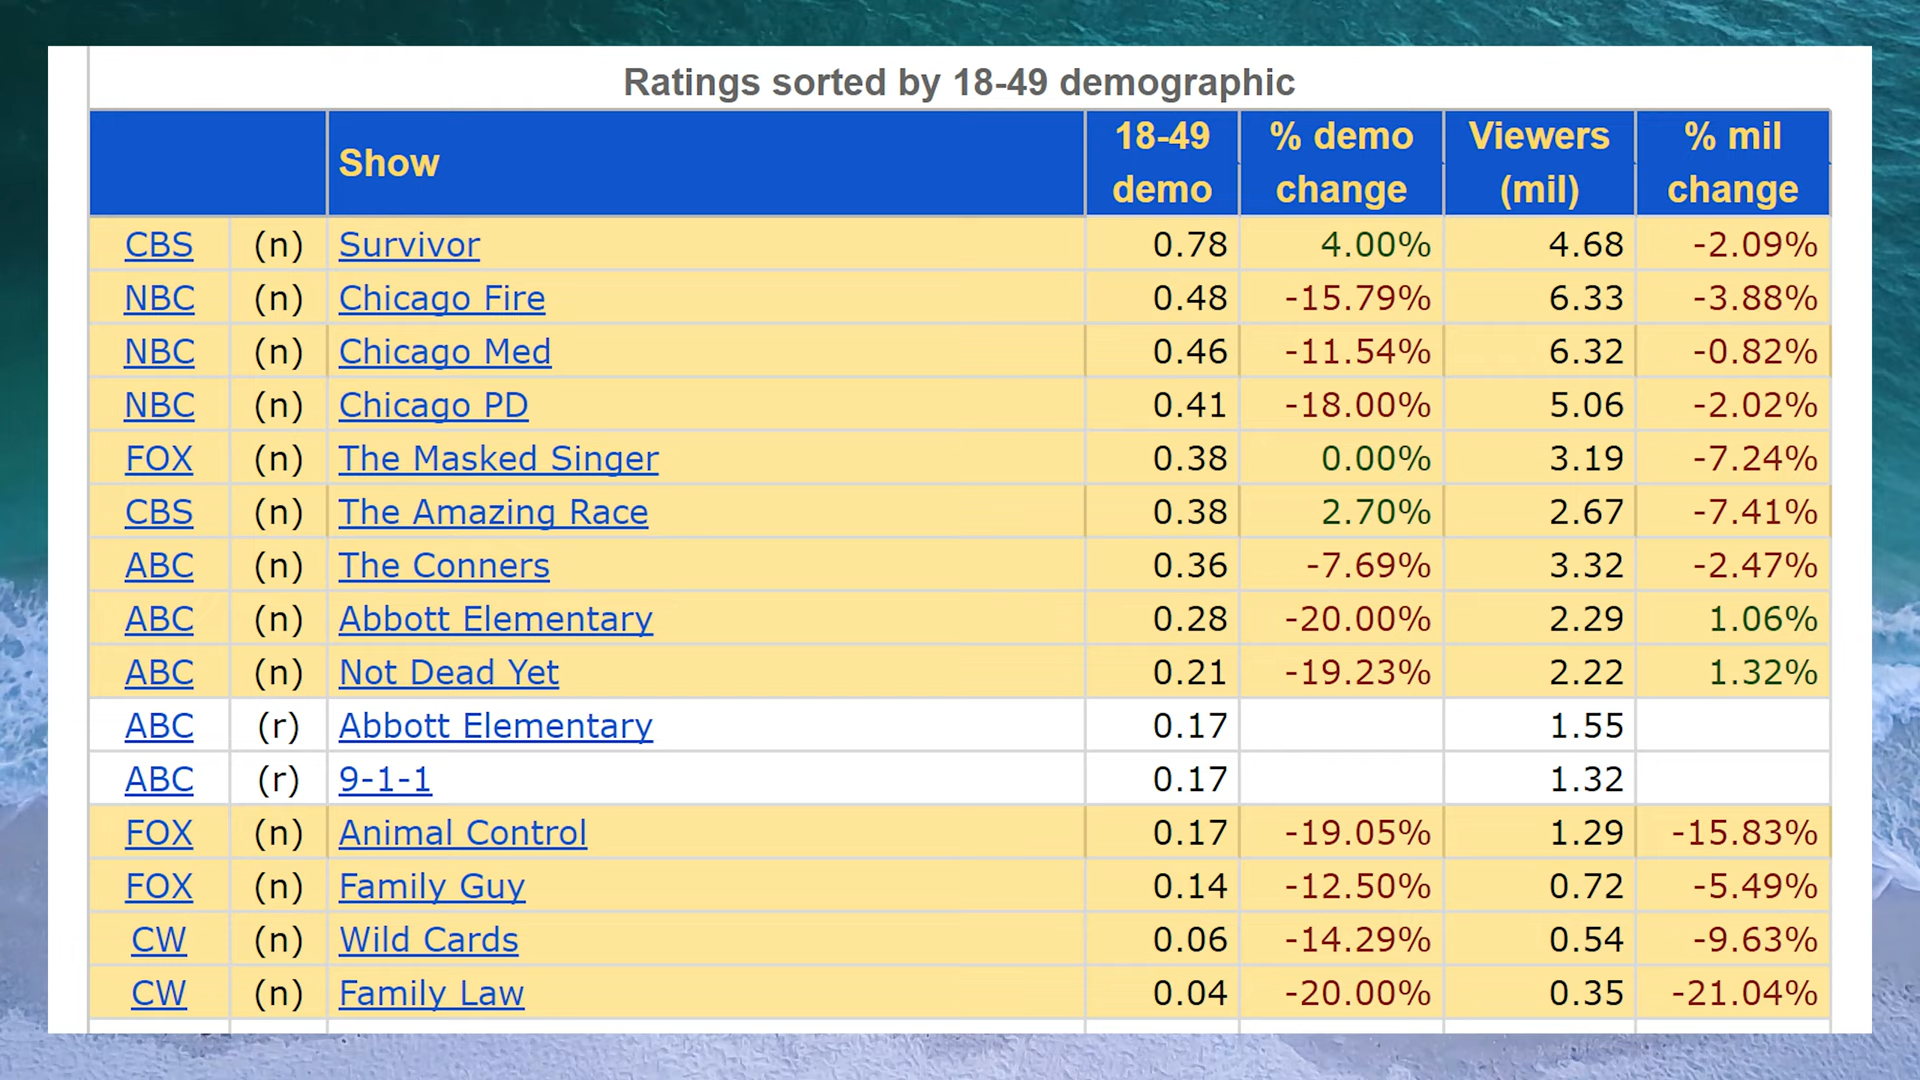 Ratings sorted by 18-49 demographic
Show 18-49 demo % demo change Viewers (mil) % mil change
CBS (n) Survivor 0.78 4.00% 4.68 -2.09%
NBC (n) Chicago Fire 0.48 -15.79% 6.33 -3.88%
NBC (n) Chicago Med 0.46 -11.54% 6.32 -0.82%
NBC (n) Chicago PD 0.41 -18.00% 5.06 -2.02%
FOX (n) The Masked Singer 0.38 0.00% 3.19 -7.24%
CBS (n) The Amazing Race 0.38 2.70% 2.67 -7.41%
ABC (n) The Conners 0.36 -7.69% 3.32 -2.47%
ABC (n) Abbott Elementary 0.28 -20.00% 2.29 1.06%
ABC (n) Not Dead Yet 0.21 -19.23% 2.22 1.32%
ABC (r) Abbott Elementary 0.17 1.55
ABC (r) 9-1-1 0.17 1.32
FOX (n) Animal Control 0.17 -19.05% 1.29 -15.83%
FOX (n) Family Guy 0.14 -12.50% 0.72 -5.49%
CW (n) Wild Cards 0.06 -14.29% 0.54 -9.63%
CW (n) Family Law 0.04 -20.00% 0.35 -21.04%